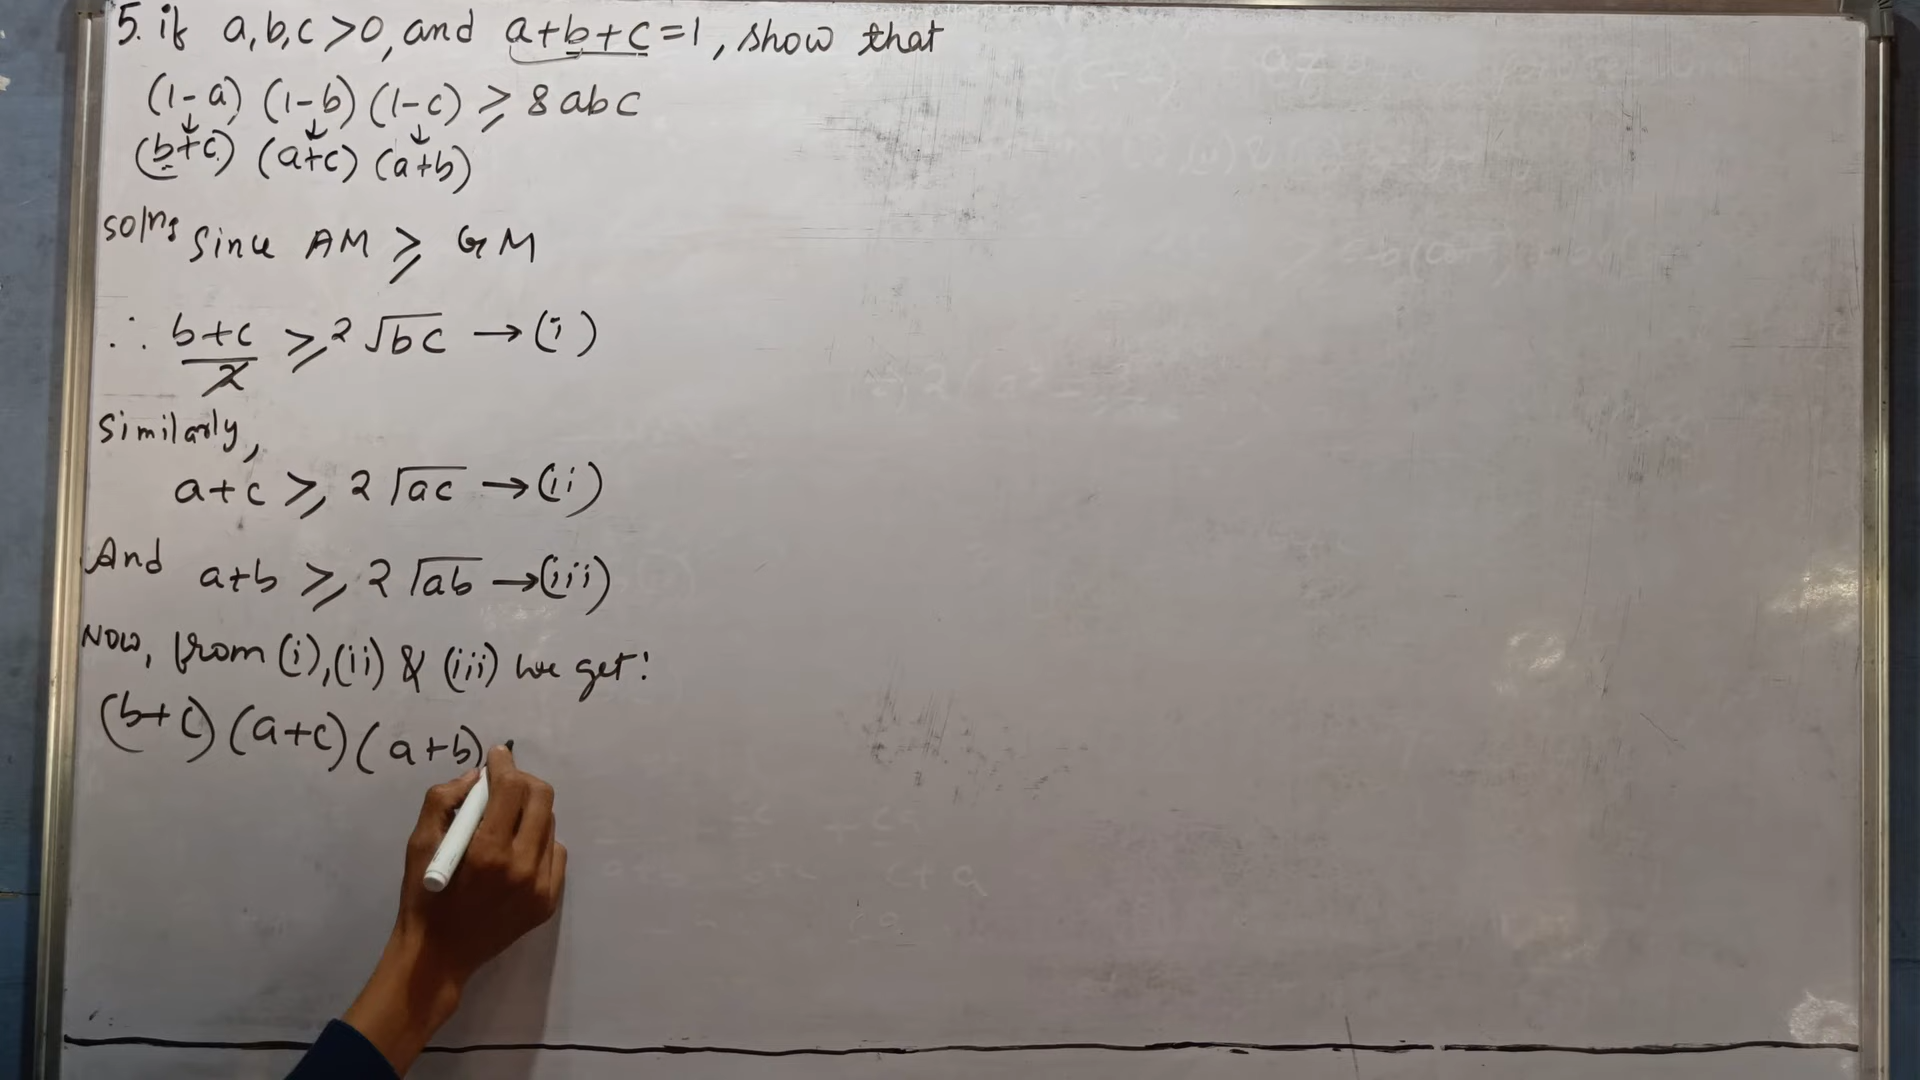 5. if a,b,c >0, and a+b+c =1, show that
(1-a) (1-b) (1-c) ≥ 8abc
↓ ↓ ↓
(b+c) (a+c) (a+b)
soln: Since AM ≥ GM
∴ b+c/2 ≥ 2√bc → (i)
Similarly,
a+c ≥ 2√ac → (ii)
And a+b ≥ 2√ab → (iii)
Now, from (i),(ii) & (iii) we get:
(b+c) (a+c) (a+b)